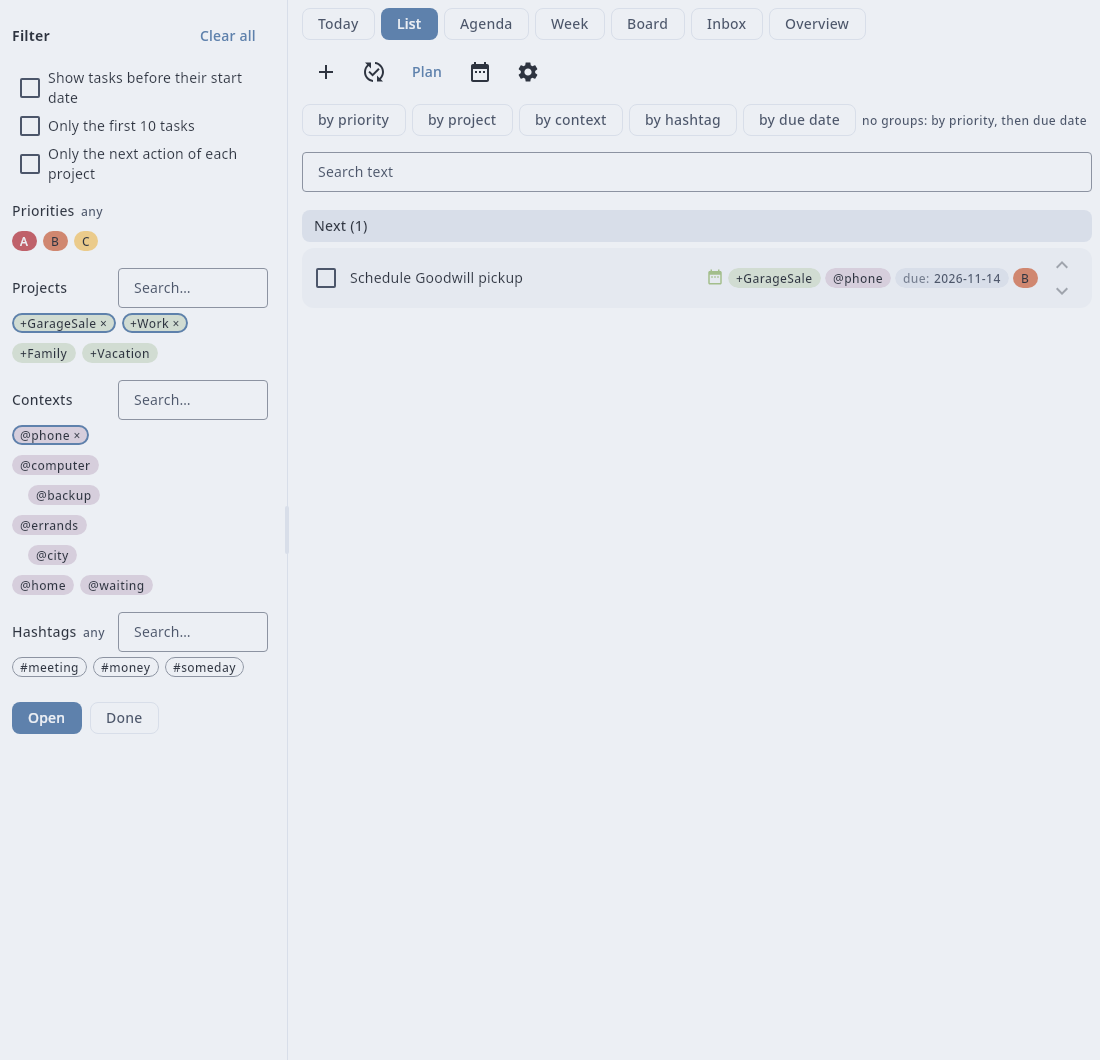 Filter
Clear all
Show tasks before their start
date
Only the first 10 tasks
Only the next action of each
project
Priorities any
A B C
Projects Search...
+GarageSale × +Work ×
+Family +Vacation
Contexts Search...
@phone ×
@computer
@backup
@errands
@city
@home @waiting
Hashtags any Search...
#meeting #money #someday
Open Done
Today List Agenda Week Board Inbox Overview
Plan
by priority by project by context by hashtag by due date no groups: by priority, then due date
Search text
Next (1)
Schedule Goodwill pickup +GarageSale @phone due: 2026-11-14 B